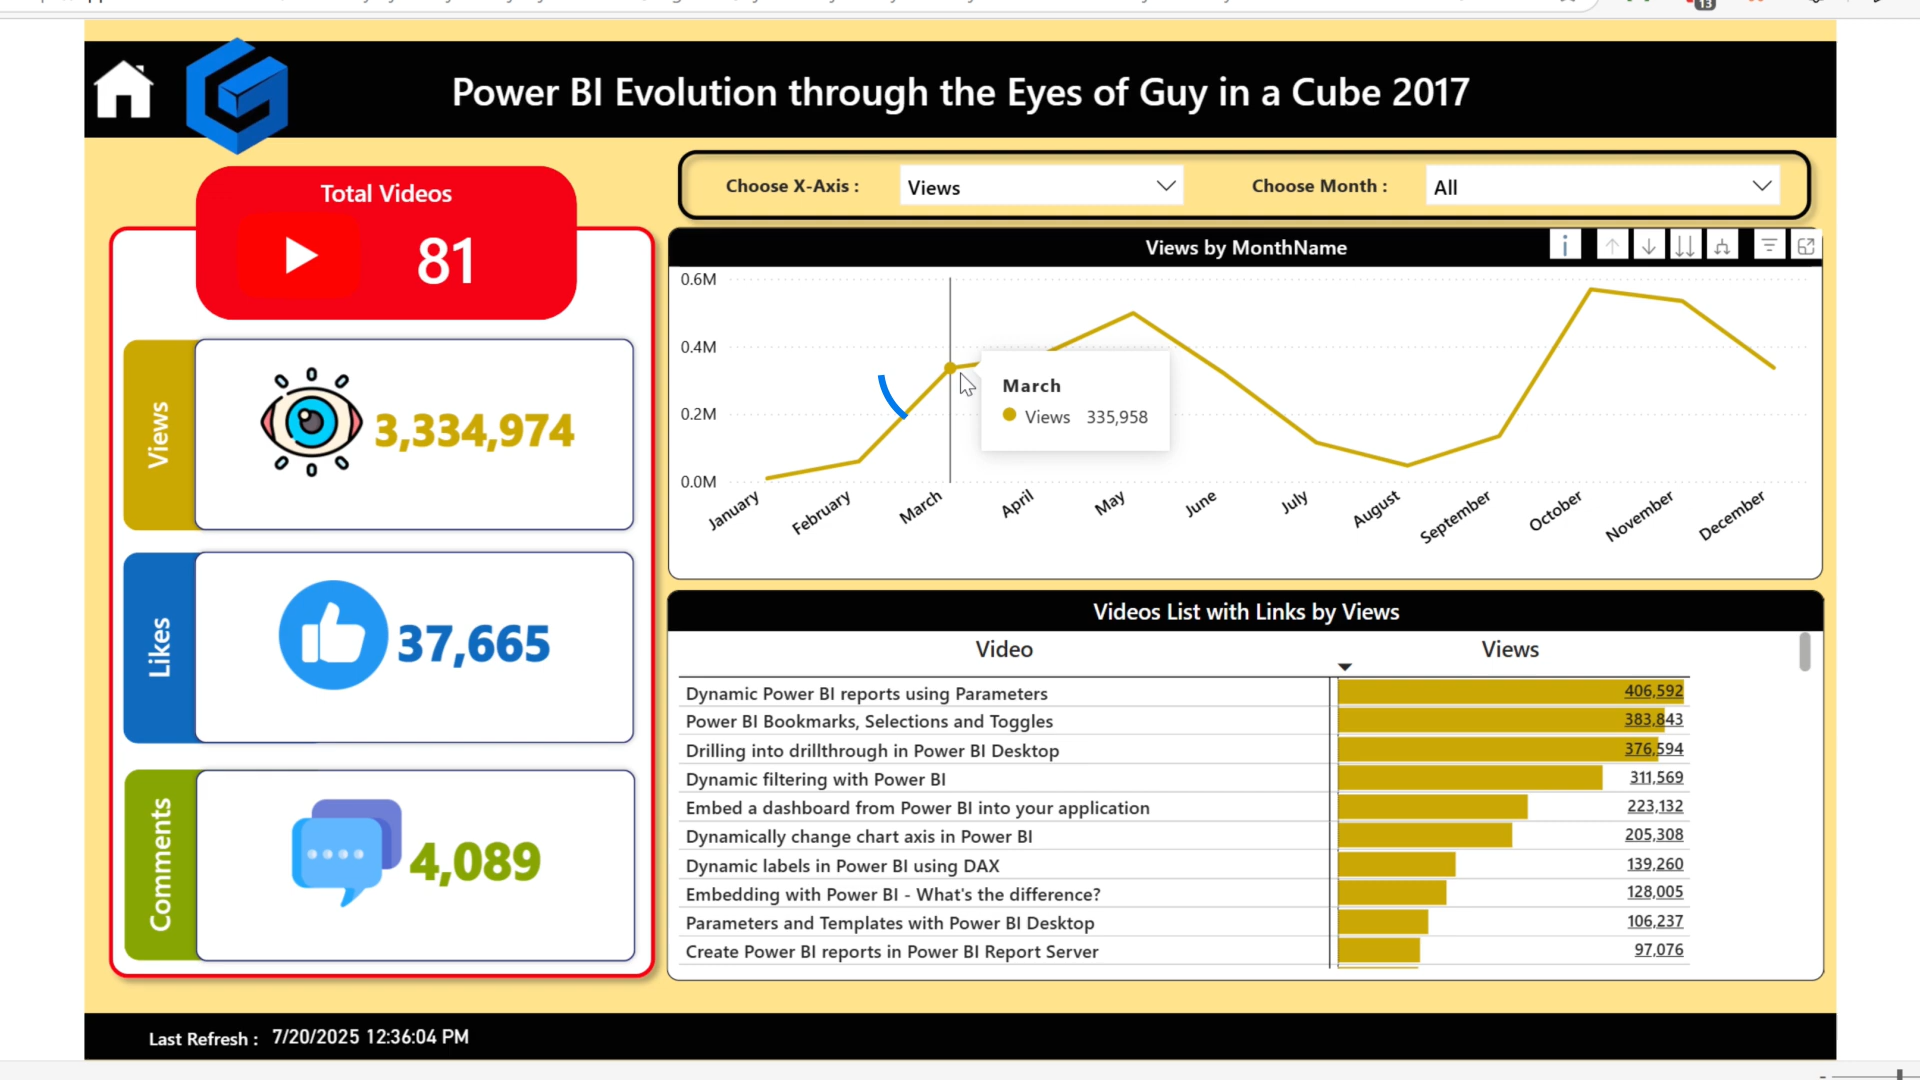 13
Power BI Evolution through the Eyes of Guy in a Cube 2017
Total Videos
81
Views
3,334,974
Likes
37,665
Comments
4,089
Choose X-Axis :
Views
Choose Month :
All
Views by MonthName
0.6M
0.4M
0.2M
0.0M
March
Views 335,958
January
February
March
April
May
June
July
August
September
October
November
December
Videos List with Links by Views
Video Views
Dynamic Power BI reports using Parameters 406,592
Power BI Bookmarks, Selections and Toggles 383,843
Drilling into drillthrough in Power BI Desktop 376,594
Dynamic filtering with Power BI 311,569
Embed a dashboard from Power BI into your application 223,132
Dynamically change chart axis in Power BI 205,308
Dynamic labels in Power BI using DAX 139,260
Embedding with Power BI - What's the difference? 128,005
Parameters and Templates with Power BI Desktop 106,237
Create Power BI reports in Power BI Report Server 97,076
Last Refresh : 7/20/2025 12:36:04 PM